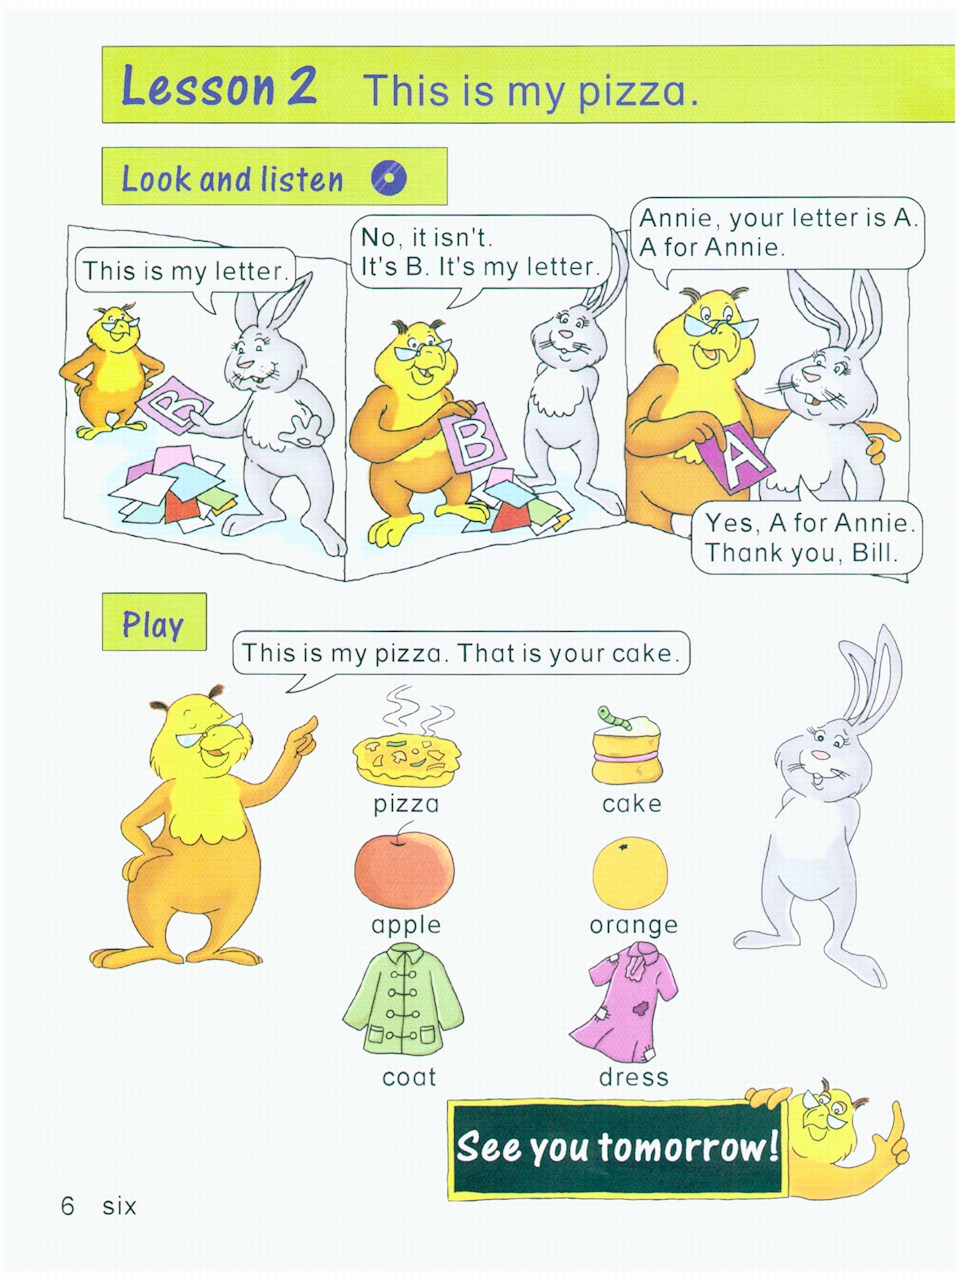 Lesson 2 This is my pizza.
Look and listen
This is my letter.
B
No, it isn't.
It's B. It's my letter.
B
Annie, your letter is A.
A for Annie.
A
Yes, A for Annie.
Thank you, Bill.
Play
This is my pizza. That is your cake.
pizza cake
apple orange
coat dress
See you tomorrow!
6 six